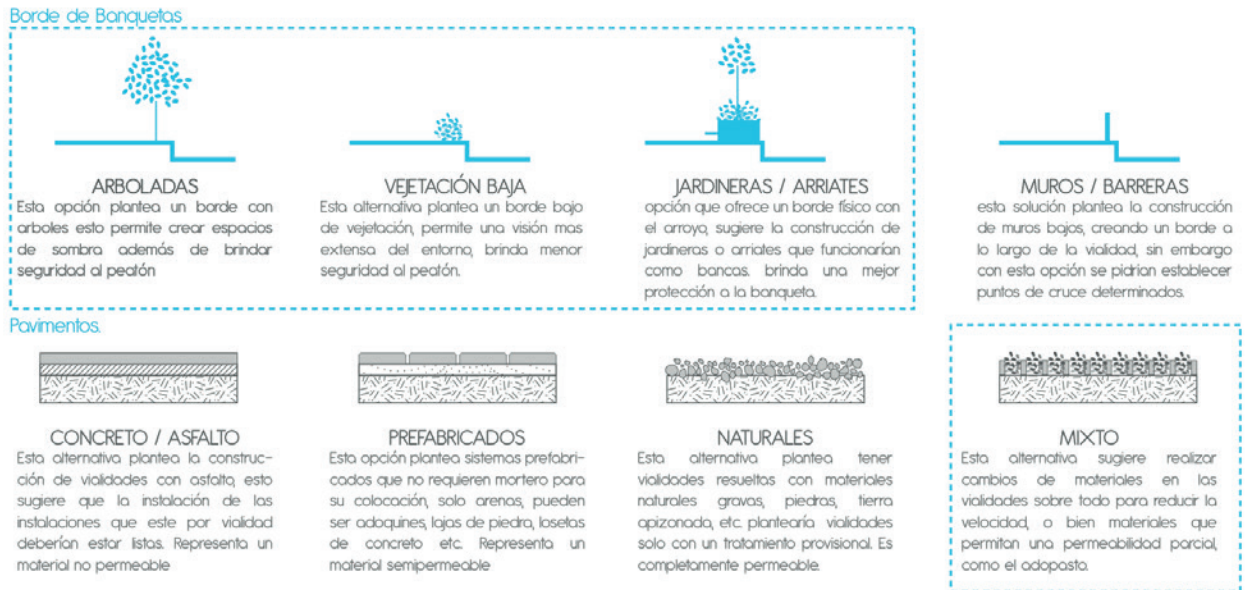 Borde de Banquetas
ARBOLADAS
Esta opción plantea un borde con
arboles esto permite crear espacios
de sombra además de brindar
seguridad al peatón
VEJETACIÓN BAJA
Esta alternativa plantea un borde bajo
de vejetación, permite una visión mas
extensa del entorno, brinda menor
seguridad al peatón.
JARDINERAS / ARRIATES
opción que ofrece un borde físico con
el arroyo, sugiere la construcción de
jardineras o arriates que funcionarían
como bancas. brinda una mejor
protección a la banqueta.
MUROS / BARRERAS
esta solución plantea la construcción
de muros bajos, creando un borde a
lo largo de la vialidad, sin embargo
con esta opción se pidrian establecer
puntos de cruce determinados.
Pavimentos.
CONCRETO / ASFALTO
Esta alternativa plantea la construc-
ción de vialidades con asfalto, esto
sugiere que la instalación de las
instalaciones que este por vialidad
deberían estar listas. Representa un
material no permeable
PREFABRICADOS
Esta opción plantea sistemas prefabri-
cados que no requieren mortero para
su colocación, solo arenas, pueden
ser adoquines, lajas de piedra, losetas
de concreto etc. Representa un
material semipermeable
NATURALES
Esta alternativa plantea tener
vialidades resueltas con materiales
naturales gravas, piedras, tierra
apizonada, etc. plantearía vialidades
solo con un tratamiento provisional. Es
completamente permeable.
MIXTO
Esta alternativa sugiere realizar
cambios de materiales en las
vialidades sobre todo para reducir la
velocidad, o bien materiales que
permitan una permeabilidad parcial,
como el adopasto.